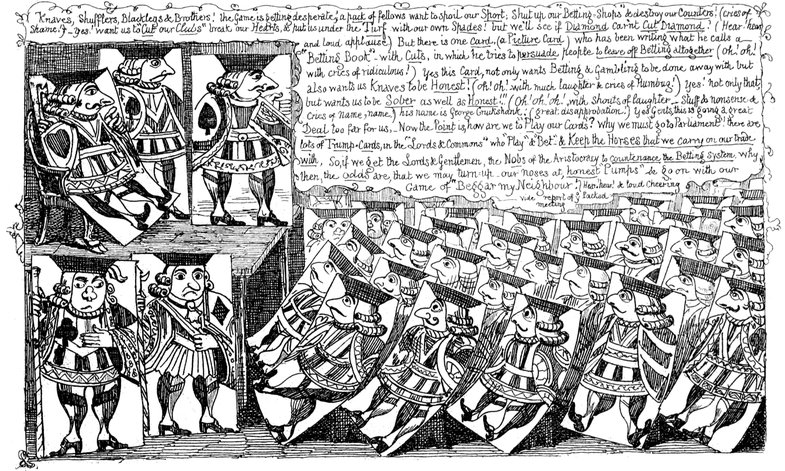 "Knaves, Shufflers, Blacklegs & Brothers! the Game is getting desperate, a pack of fellows want to spoil our Sport, Shut up our "Betting-Shops" & destroy our Counters! (cries of
Shame!) – Yes! want us to "Cut our Clubs" break our Hearts, & put us under the Turf with our own Spades! but we'll see if Diamond, can't Cut Diamond! (Hear! hear!
and loud applause) But there is one Card, (a Picture Card) who has been writing what he calls a
"Betting Book" – with Cuts, in which he tries to persuade people to leave off Betting altogether (Oh! Oh!
with cries of ridiculous!) Yes this Card, not only wants Betting & Gambling to be done away with but
also wants us Knaves to be Honest! (oh! oh! with much laughter & cries of Humbug!) yes! not only that,
but wants us to be Sober as well as Honest!! (Oh! oh! oh! with shouts of laughter – Stuff & nonsense &
Cries of name, name,) his name is George Cruikshank! (great disapprobation.) Yes Gents, this is going a great
Deal too far for us, – Now the Point is how are we to Play our Cards? Why we must go to Parliament! there are
lots of Trump-Cards, in the "Lords & Commons" who Play & Bet & Keep the Horses that we carry on our trade
with, – So, if we get the Lords & Gentlemen, the Nobs of the Aristocracy to countenance the Betting System, why
then, the odds are, that we may turn-up – our noses at honest "Pumps" & go on with our
Game of "Beggar my Neighbour." (Hear, hear! & loud Cheering
vide report of Packed
meeting